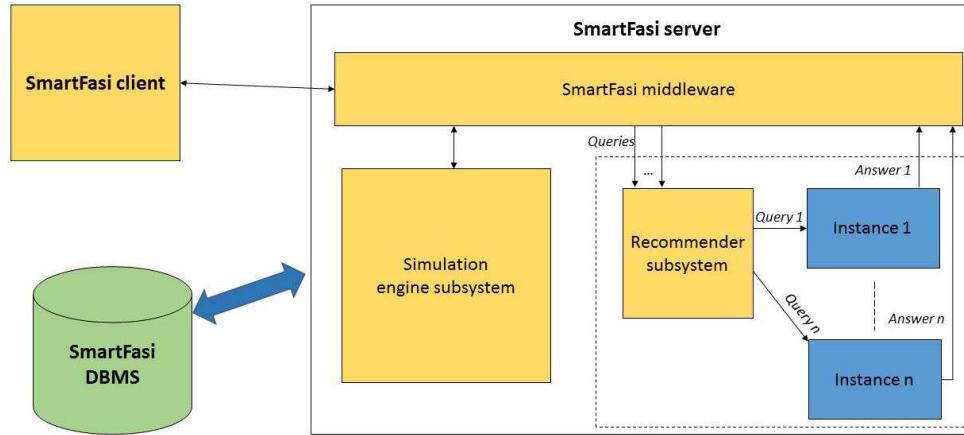 SmartFasi server
SmartFasi client
SmartFasi middleware
Queries
...
Answer 1
Query 1
Instance 1
Recommender
subsystem
Simulation
engine subsystem
Query n
Answer n
Instance n
SmartFasi
DBMS